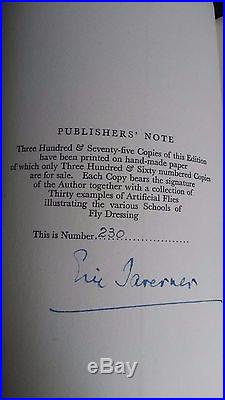 PUBLISHERS' NOTE
Three Hundred & Seventy-five Copies of this Edition
have been printed on hand-made paper
of which only Three Hundred & Sixty numbered Copies
are for sale. Each Copy bears the signature
of the Author together with a collection of
Thirty examples of Artificial Flies
illustrating the various Schools of
Fly Dressing
This is Number 230
Eric Taverner
BidVoy